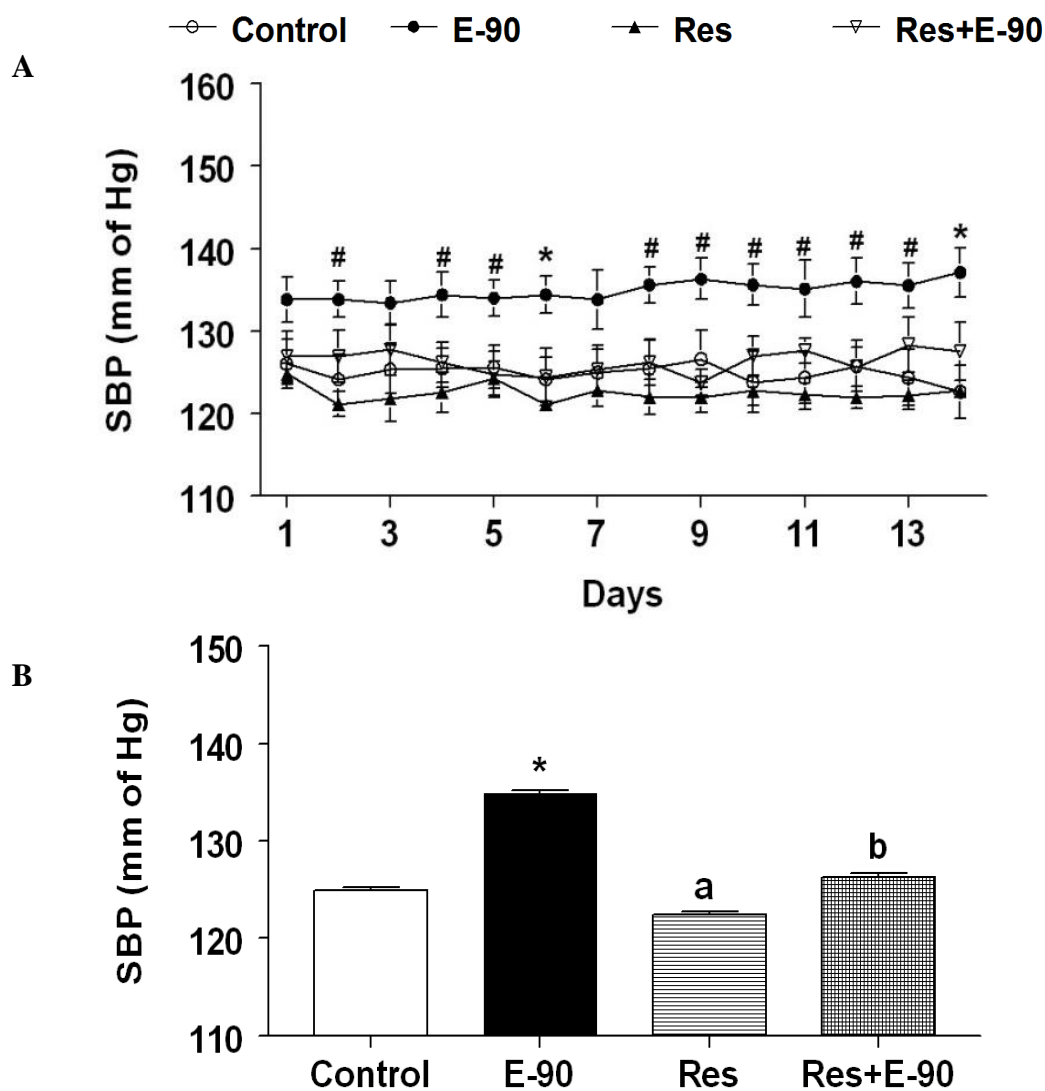 Control E-90 Res Res+E-90
A
160
150
140
130
120
110
SBP (mm of Hg)
# # # * # # # # # # *
1 3 5 7 9 11 13
Days
B
150
140
130
120
110
SBP (mm of Hg)
*
a
b
Control E-90 Res Res+E-90